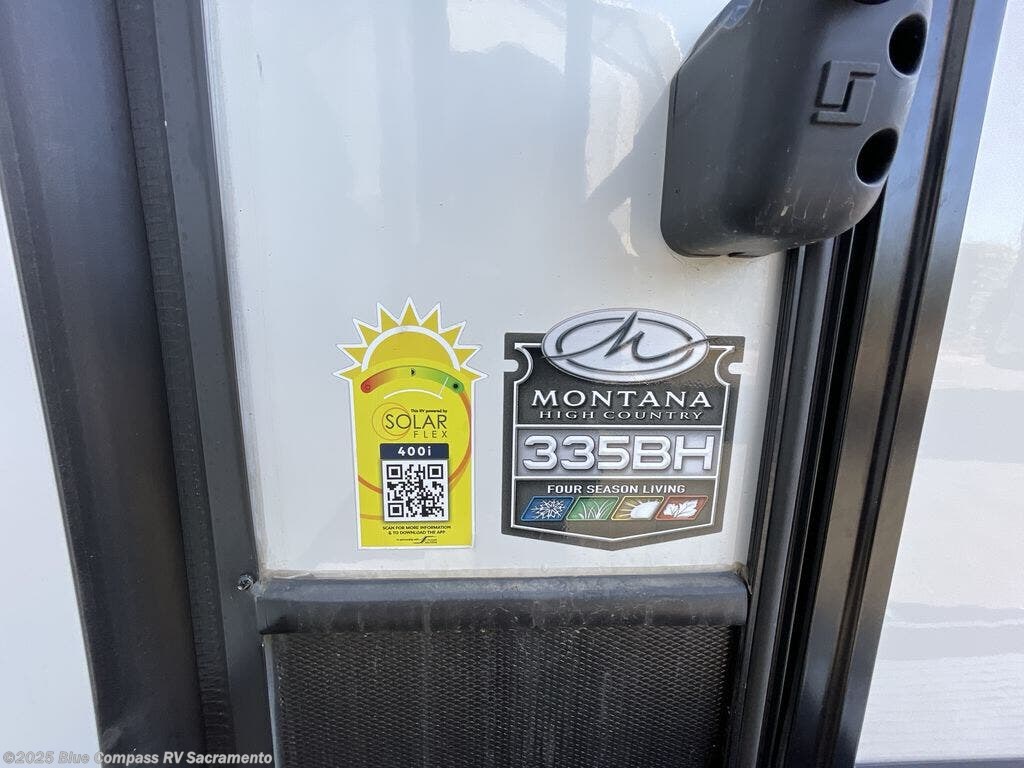 This RV powered by
SOLAR
FLEX
400i
SCAN FOR MORE INFORMATION
& TO DOWNLOAD THE APP
MONTANA
HIGH COUNTRY
335BH
FOUR SEASON LIVING
©2025 Blue Compass RV Sacramento